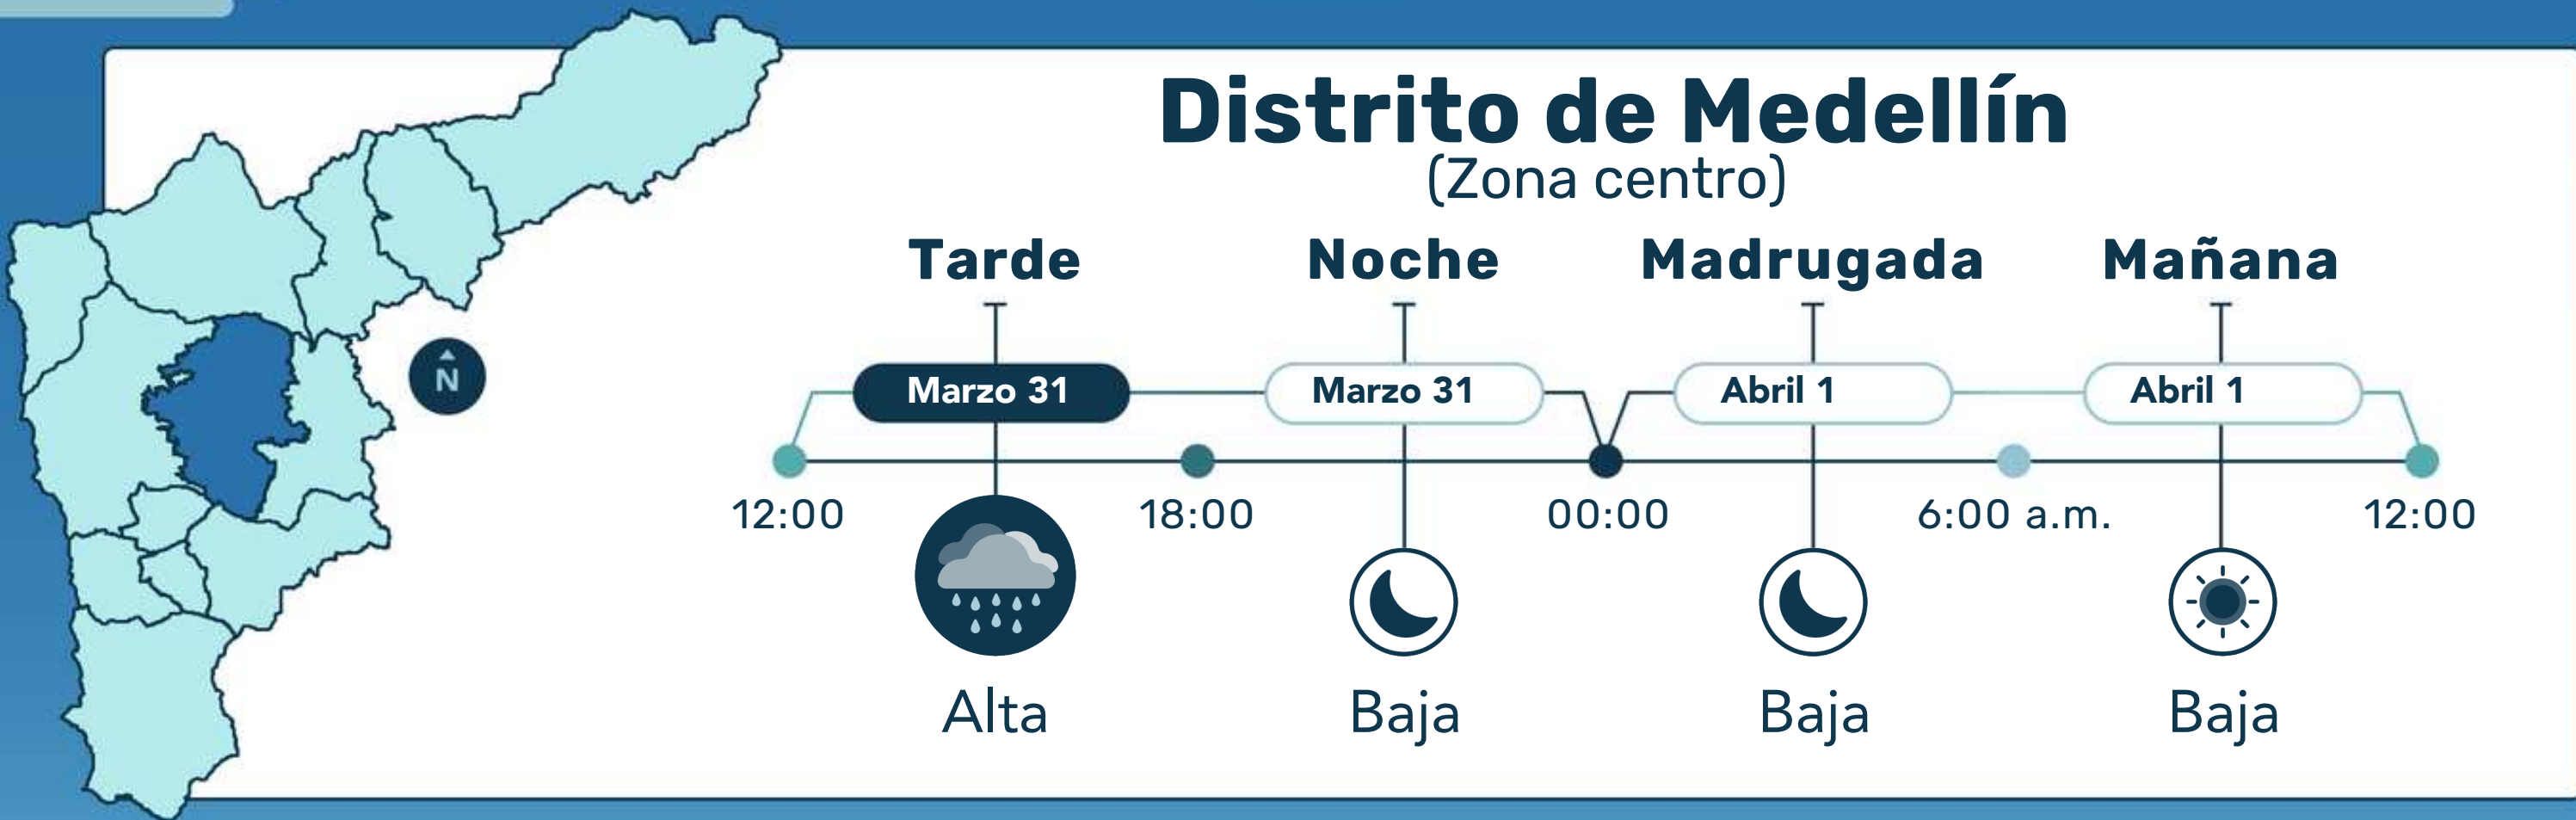 Distrito de Medellín
(Zona centro)
Tarde Noche Madrugada Mañana
Marzo 31 Marzo 31 Abril 1 Abril 1
N
12:00 18:00 00:00 6:00 a.m. 12:00
Alta Baja Baja Baja